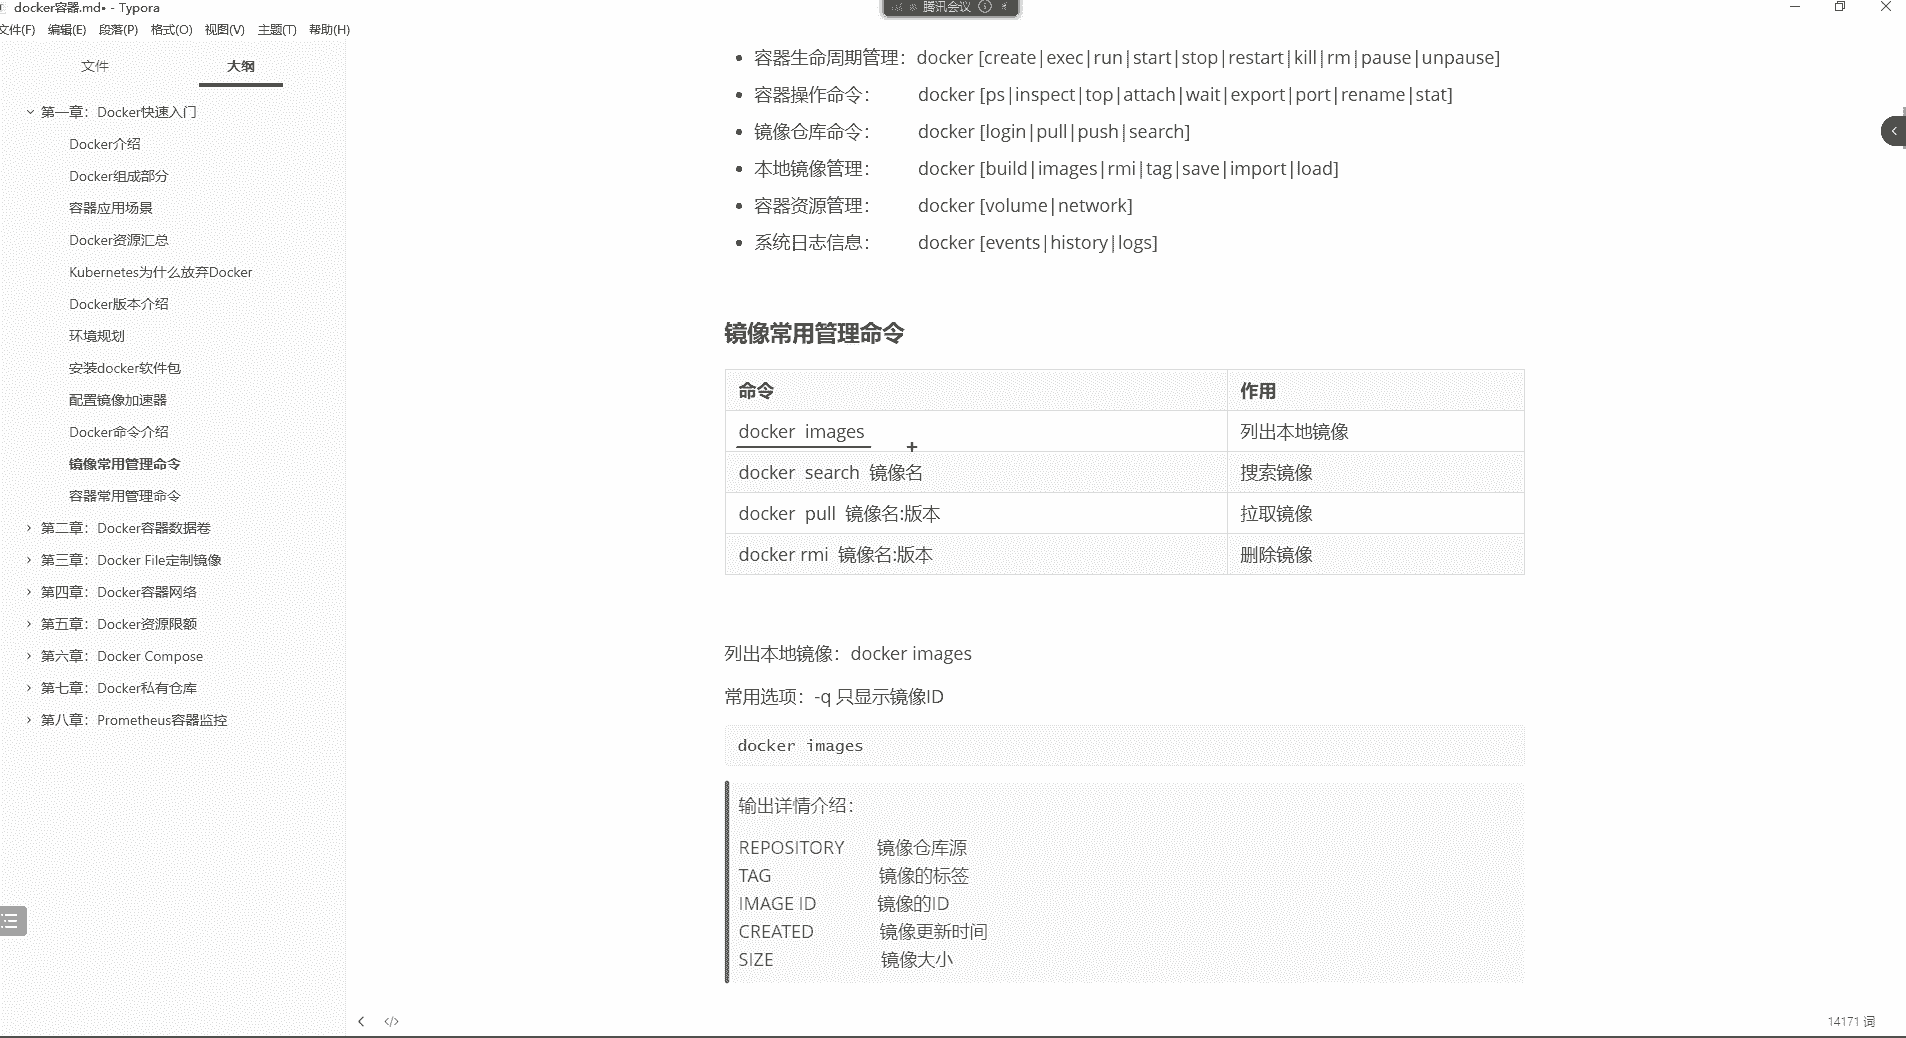 docker容器.md• - Typora
腾讯会议
文件(F) 编辑(E) 段落(P) 格式(O) 视图(V) 主题(T) 帮助(H)
文件 大纲
第一章：Docker快速入门
Docker介绍
Docker组成部分
容器应用场景
Docker资源汇总
Kubernetes为什么放弃Docker
Docker版本介绍
环境规划
安装docker软件包
配置镜像加速器
Docker命令介绍
镜像常用管理命令
容器常用管理命令
第二章：Docker容器数据卷
第三章：Docker File定制镜像
第四章：Docker容器网络
第五章：Docker资源限额
第六章：Docker Compose
第七章：Docker私有仓库
第八章：Prometheus容器监控
容器生命周期管理：docker [create|exec|run|start|stop|restart|kill|rm|pause|unpause]
容器操作命令： docker [ps|inspect|top|attach|wait|export|port|rename|stat]
镜像仓库命令： docker [login|pull|push|search]
本地镜像管理： docker [build|images|rmi|tag|save|import|load]
容器资源管理： docker [volume|network]
系统日志信息： docker [events|history|logs]
镜像常用管理命令
命令 作用
docker images 列出本地镜像
docker search 镜像名 搜索镜像
docker pull 镜像名:版本 拉取镜像
docker rmi 镜像名:版本 删除镜像
列出本地镜像：docker images
常用选项：-q 只显示镜像ID
docker images
输出详情介绍：
REPOSITORY 镜像仓库源
TAG 镜像的标签
IMAGE ID 镜像的ID
CREATED 镜像更新时间
SIZE 镜像大小
14171 词